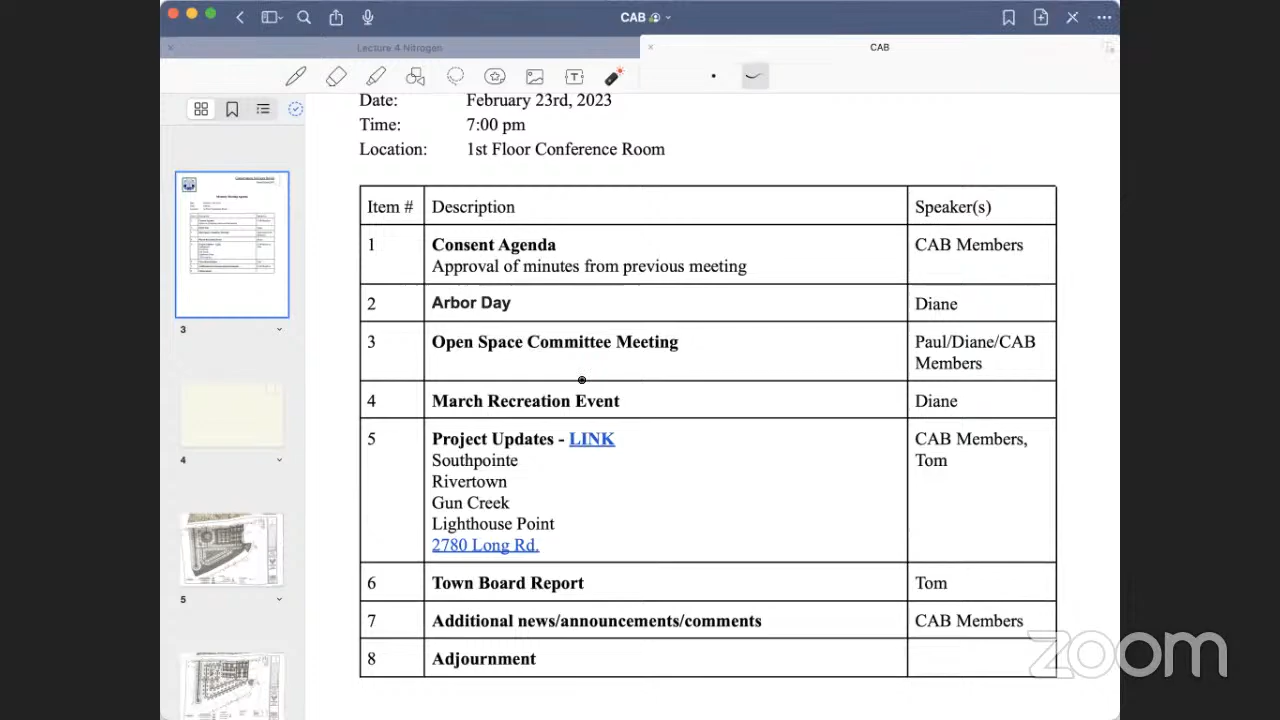 CAB
Lecture 4 Nitrogen
CAB
Date: February 23rd, 2023
Time: 7:00 pm
Location: 1st Floor Conference Room
Item # Description Speaker(s)
1 Consent Agenda CAB Members
Approval of minutes from previous meeting
2 Arbor Day Diane
3 Open Space Committee Meeting Paul/Diane/CAB
Members
4 March Recreation Event Diane
5 Project Updates - LINK CAB Members,
Southpointe Tom
Rivertown
Gun Creek
Lighthouse Point
2780 Long Rd.
6 Town Board Report Tom
7 Additional news/announcements/comments CAB Members
8 Adjournment
3
4
5
zoom